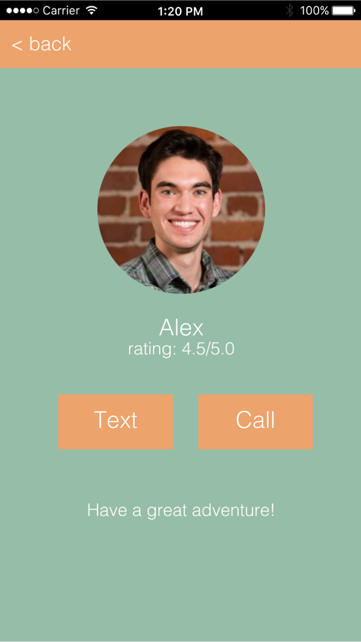 Carrier 1:20 PM 100%
< back
Alex
rating: 4.5/5.0
Text Call
Have a great adventure!